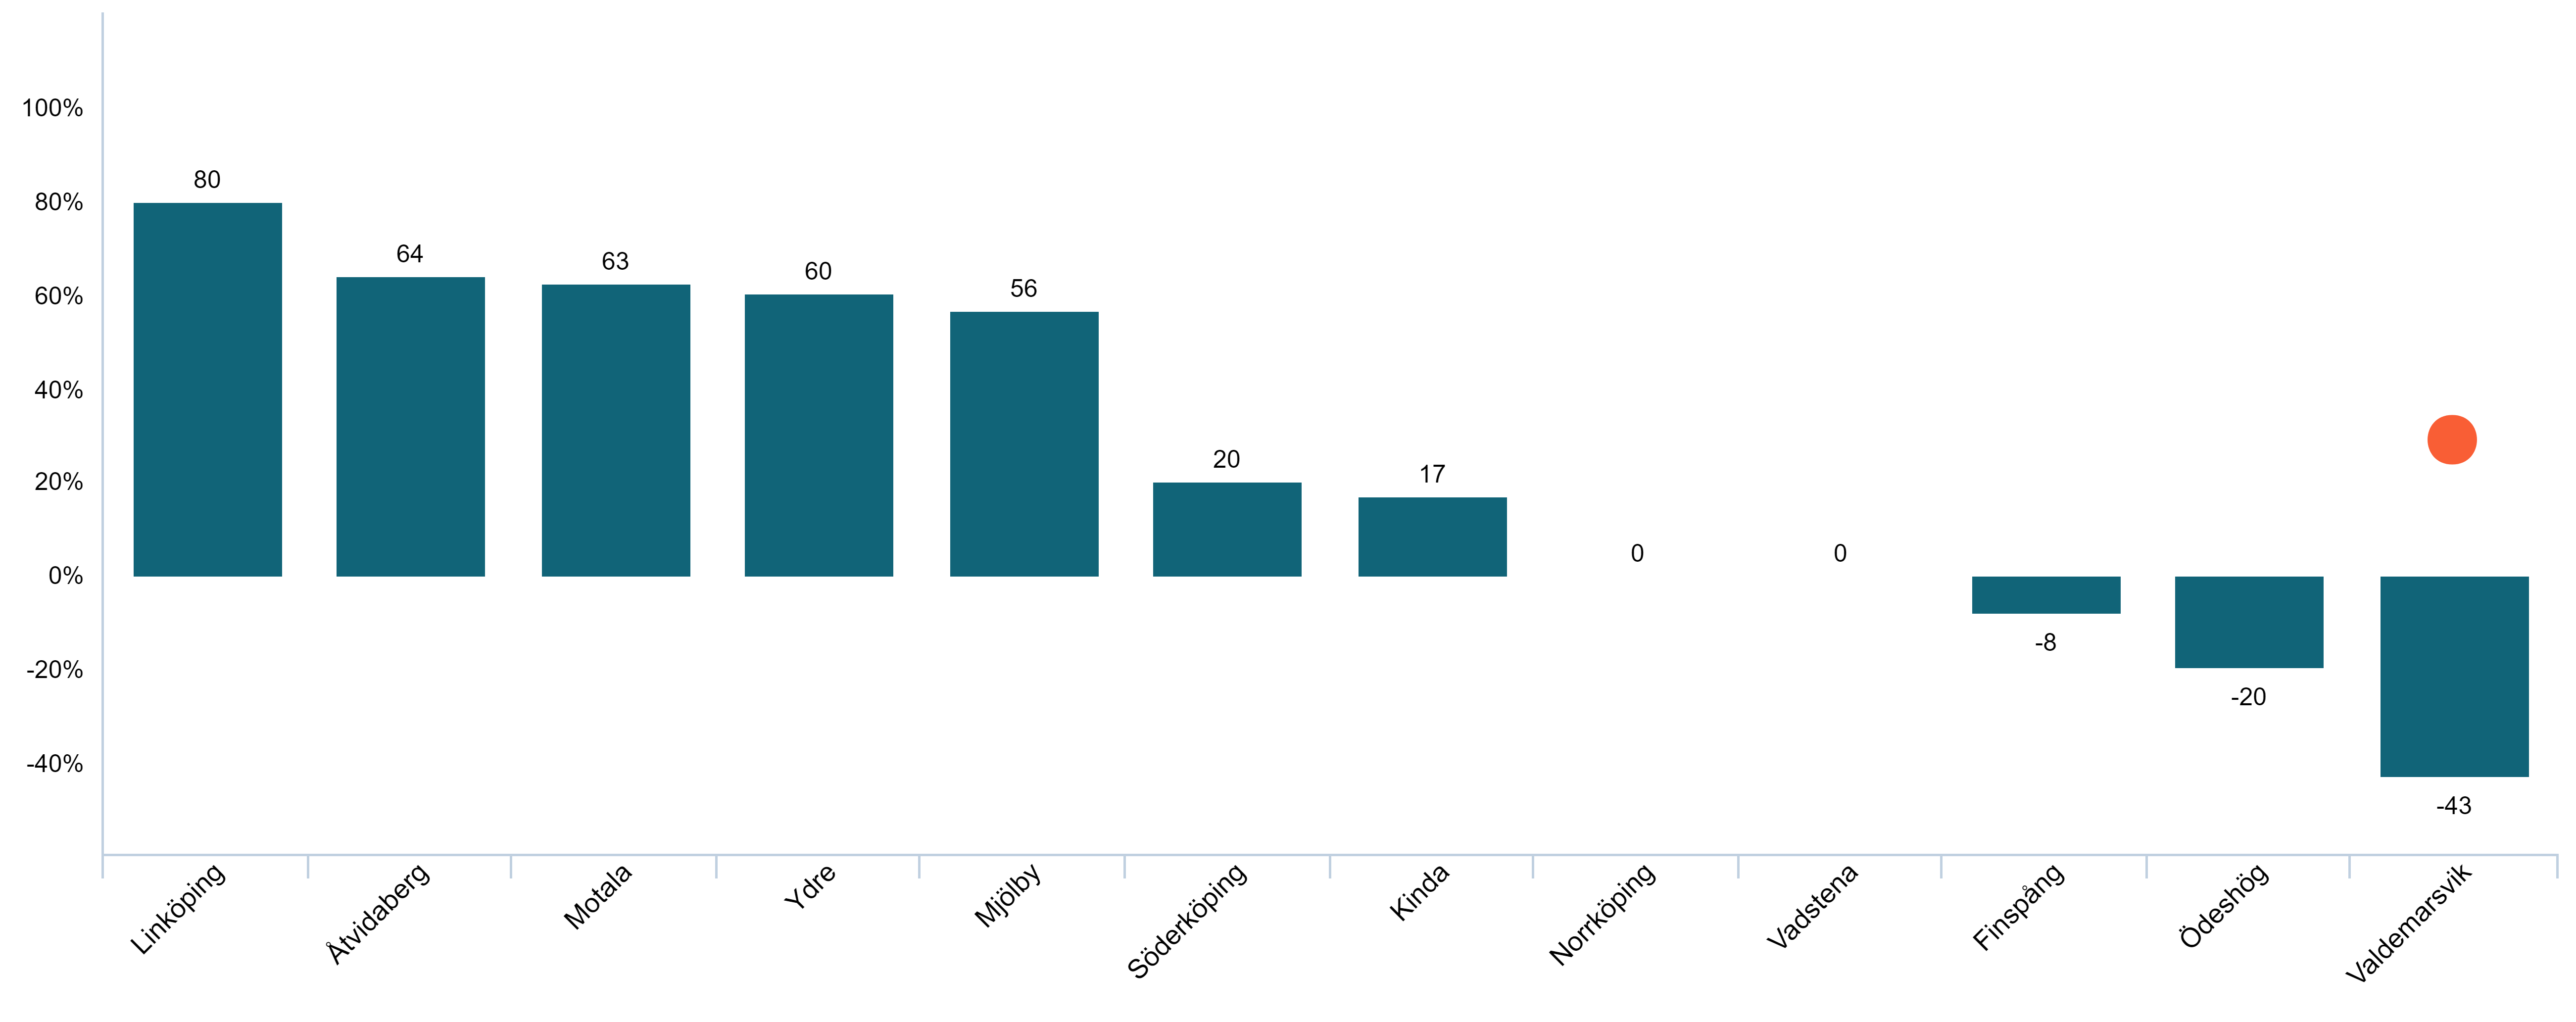 100%
80%
60%
40%
20%
0%
-20%
-40%
80
64
63
60
56
20
17
0
0
-8
-20
-43
Linköping
Åtvidaberg
Motala
Ydre
Mjölby
Söderköping
Kinda
Norrköping
Vadstena
Finspång
Ödeshög
Valdemarsvik